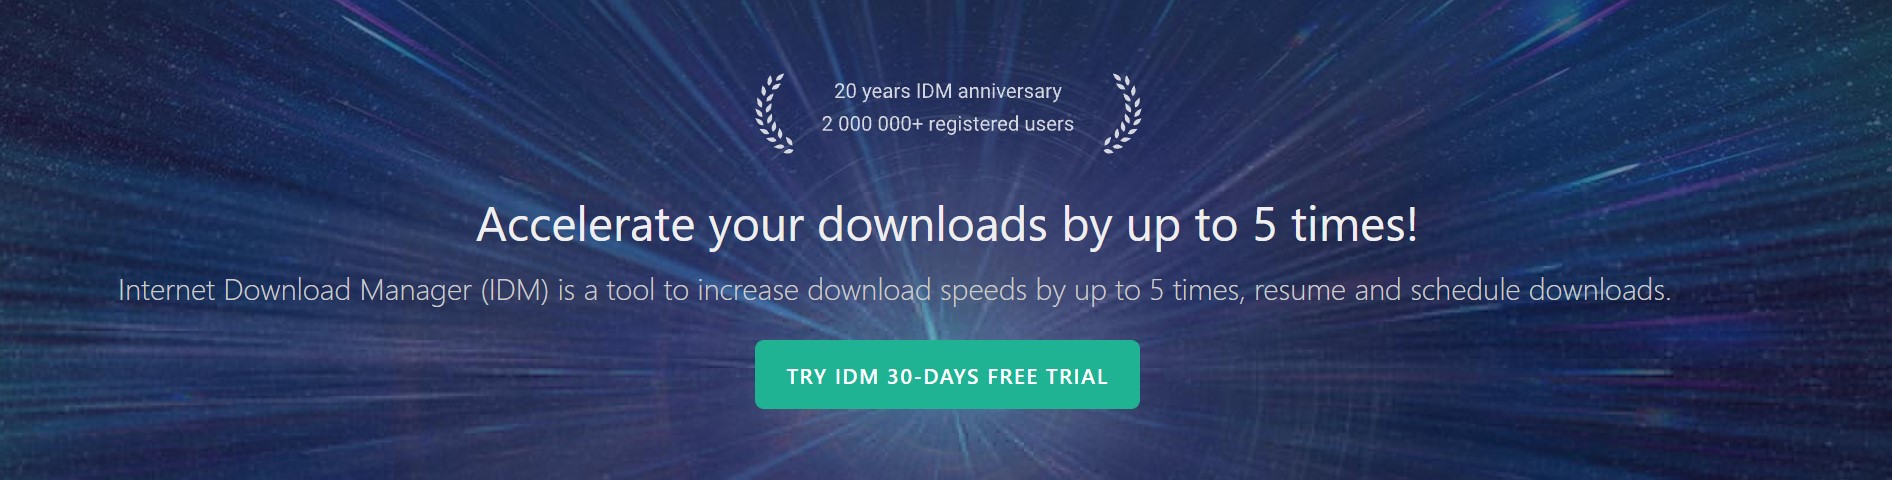 20 years IDM anniversary
2 000 000+ registered users
Accelerate your downloads by up to 5 times!
Internet Download Manager (IDM) is a tool to increase download speeds by up to 5 times, resume and schedule downloads.
TRY IDM 30-DAYS FREE TRIAL